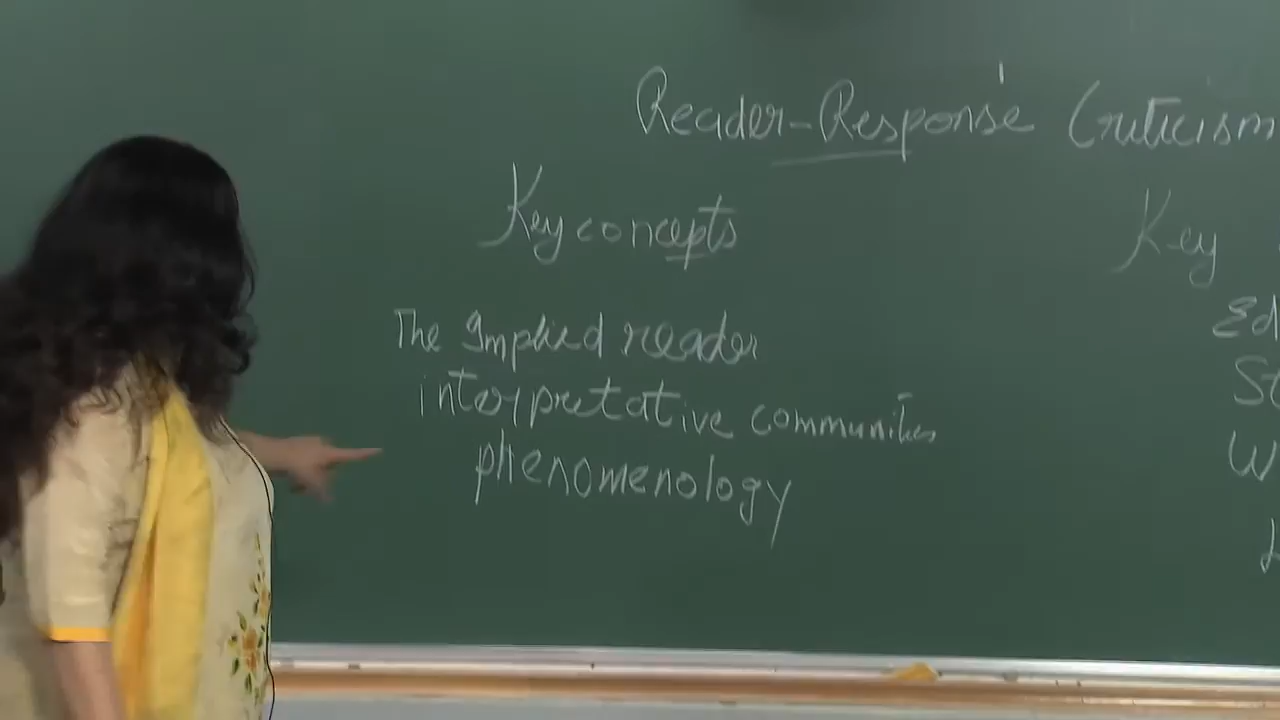 Reader-Response Criticism
Key concepts
The Implied reader
interpretative communities
phenomenology
Key
Ed
St
W